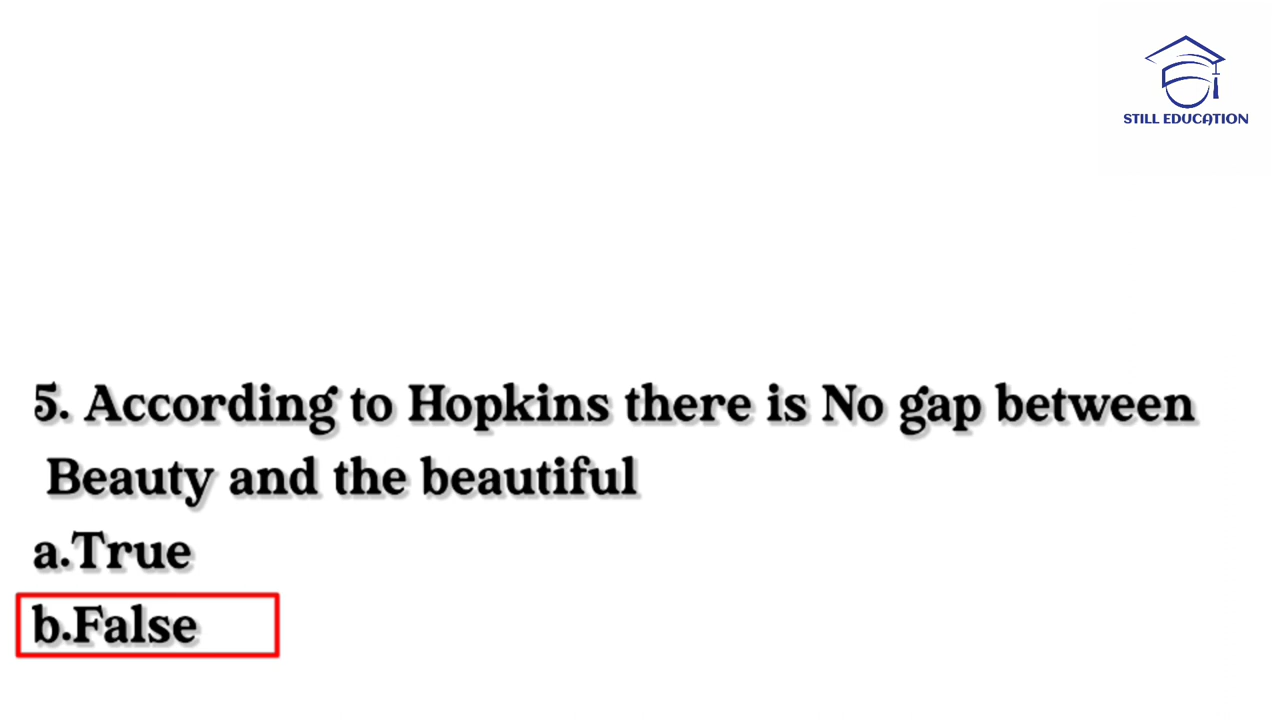 STILL EDUCATION
5. According to Hopkins there is No gap between
Beauty and the beautiful
a.True
b.False